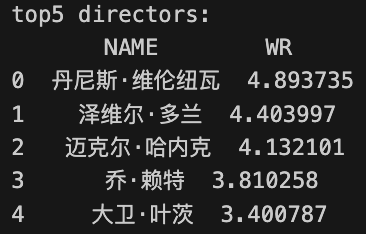 top5 directors:
NAME WR
0 丹尼斯·维伦纽瓦 4.893735
1 泽维尔·多兰 4.403997
2 迈克尔·哈内克 4.132101
3 乔·赖特 3.810258
4 大卫·叶茨 3.400787